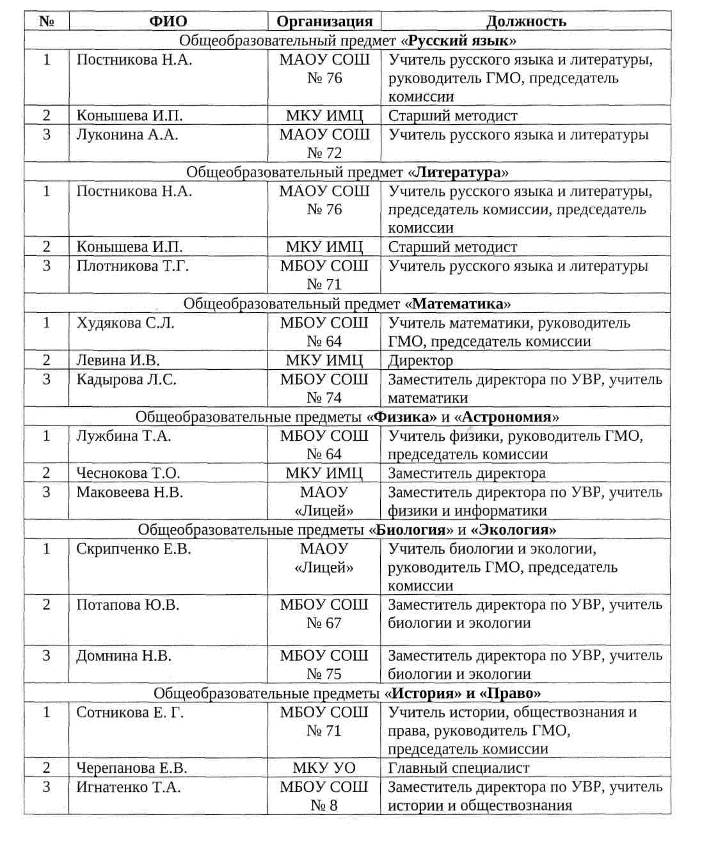 № ФИО Организация Должность
Общеобразовательный предмет «Русский язык»
1 Постникова Н.А. МАОУ СОШ Учитель русского языка и литературы,
№ 76 руководитель ГМО, председатель
комиссии
2 Конышева И.П. МКУ ИМЦ Старший методист
3 Луконина А.А. МАОУ СОШ Учитель русского языка и литературы
№ 72
Общеобразовательный предмет «Литература»
1 Постникова Н.А. МАОУ СОШ Учитель русского языка и литературы,
№ 76 председатель комиссии, председатель
комиссии
2 Конышева И.П. МКУ ИМЦ Старший методист
3 Плотникова Т.Г. МБОУ СОШ Учитель русского языка и литературы
№ 71
Общеобразовательный предмет «Математика»
1 Худякова С.Л. МБОУ СОШ Учитель математики, руководитель
№ 64 ГМО, председатель комиссии
2 Левина И.В. МКУ ИМЦ Директор
3 Кадырова Л.С. МБОУ СОШ Заместитель директора по УВР, учитель
№ 74 математики
Общеобразовательные предметы «Физика» и «Астрономия»
1 Лужбина Т.А. МБОУ СОШ Учитель физики, руководитель ГМО,
№ 64 председатель комиссии
2 Чеснокова Т.О. МКУ ИМЦ Заместитель директора
3 Маковеева Н.В. МАОУ Заместитель директора по УВР, учитель
«Лицей» физики и информатики
Общеобразовательные предметы «Биология» и «Экология»
1 Скрипченко Е.В. МАОУ Учитель биологии и экологии,
«Лицей» руководитель ГМО, председатель
комиссии
2 Потапова Ю.В. МБОУ СОШ Заместитель директора по УВР, учитель
№ 67 биологии и экологии
3 Домнина Н.В. МБОУ СОШ Заместитель директора по УВР, учитель
№ 75 биологии и экологии
Общеобразовательные предметы «История» и «Право»
1 Сотникова Е. Г. МБОУ СОШ Учитель истории, обществознания и
№ 71 права, руководитель ГМО,
председатель комиссии
2 Черепанова Е.В. МКУ УО Главный специалист
3 Игнатенко Т.А. МБОУ СОШ Заместитель директора по УВР, учитель
№ 8 истории и обществознания